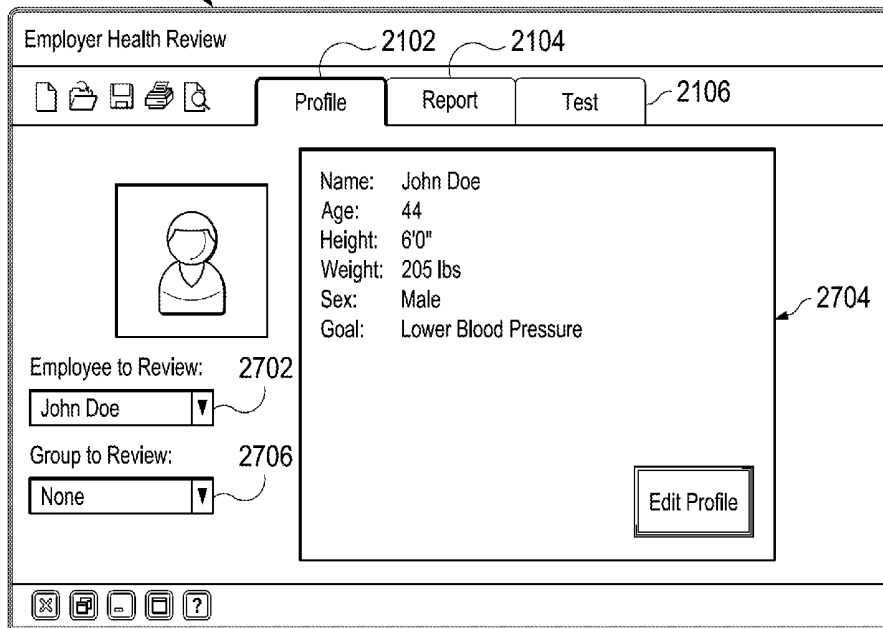 Employer Health Review
2102
2104
Profile
Report
Test
2106
Name: John Doe
Age: 44
Height: 6'0"
Weight: 205 lbs
Sex: Male
Goal: Lower Blood Pressure
2704
Employee to Review:
2702
John Doe
Group to Review:
2706
None
Edit Profile
?